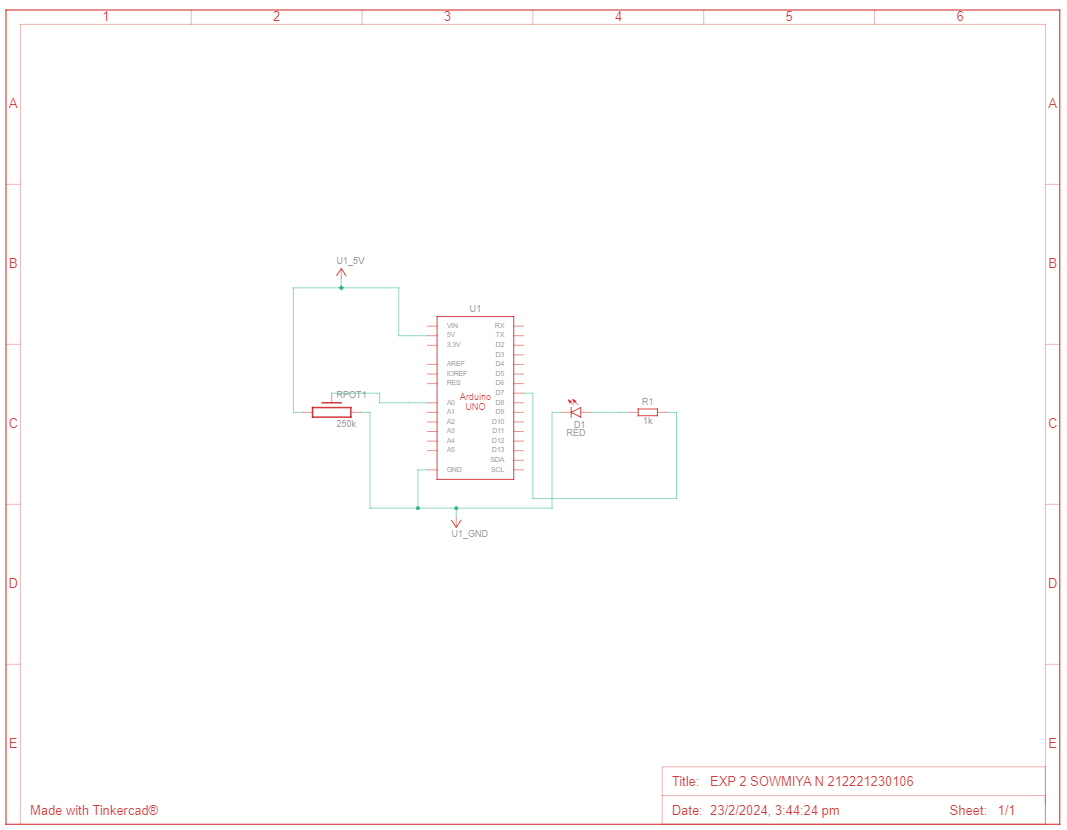 1 2 3 4 5 6
A A
B B
U1_5V
U1
VIN RX
5V TX
3.3V D2
D3
AREF D4
IOREF D5
RES D6
D7
RPOT1
Arduino
UNO
A0 D8
A1 D9
A2 D10
A3 D11
A4 D12
A5 D13
SDA
GND SCL
250k
D1
RED
R1
1k
C C
U1_GND
D D
E E
Title: EXP 2 SOWMIYA N 212221230106
Made with Tinkercad®
Date: 23/2/2024, 3:44:24 pm Sheet: 1/1